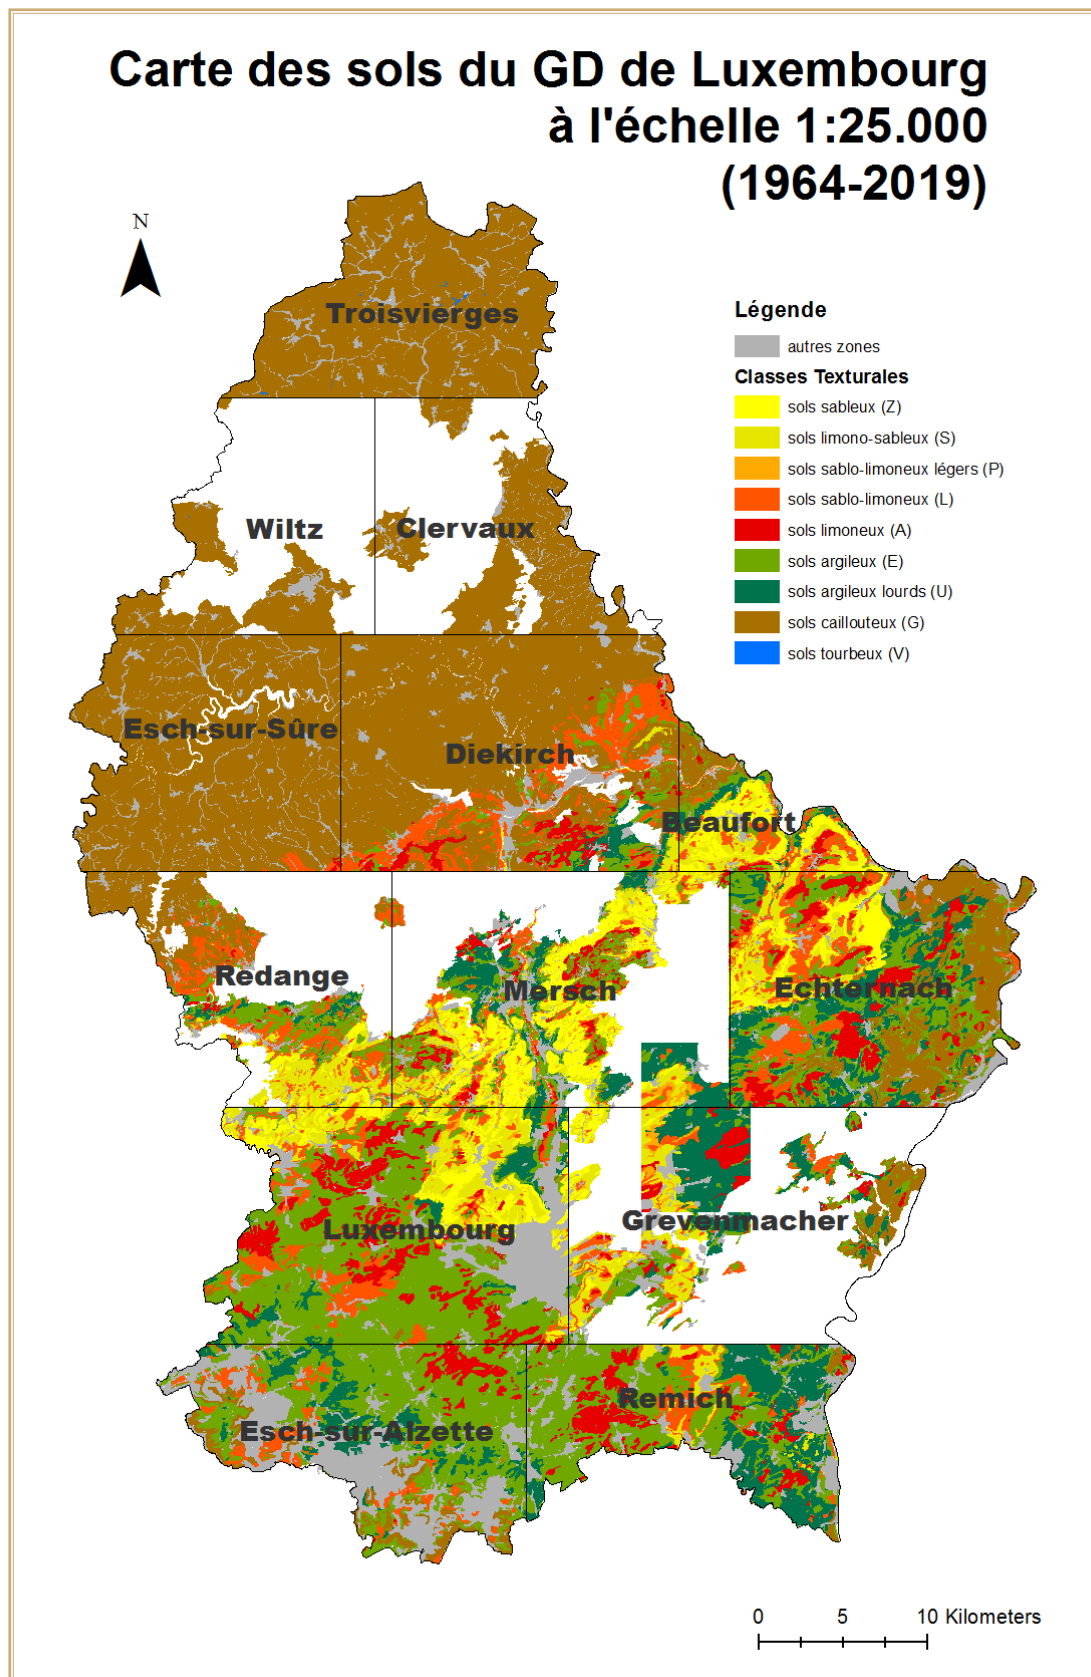 Carte des sols du GD de Luxembourg
à l'échelle 1:25.000
(1964-2019)
N
Troisvierges
Légende
autres zones
Classes Texturales
sols sableux (Z)
sols limono-sableux (S)
sols sablo-limoneux légers (P)
sols sablo-limoneux (L)
sols limoneux (A)
sols argileux (E)
sols argileux lourds (U)
sols caillouteux (G)
sols tourbeux (V)
Wiltz
Clervaux
Esch-sur-Sûre
Diekirch
Beaufort
Redange
Mersch
Echternach
Luxembourg
Grevenmacher
Remich
Esch-sur-Alzette
0 5 10 Kilometers